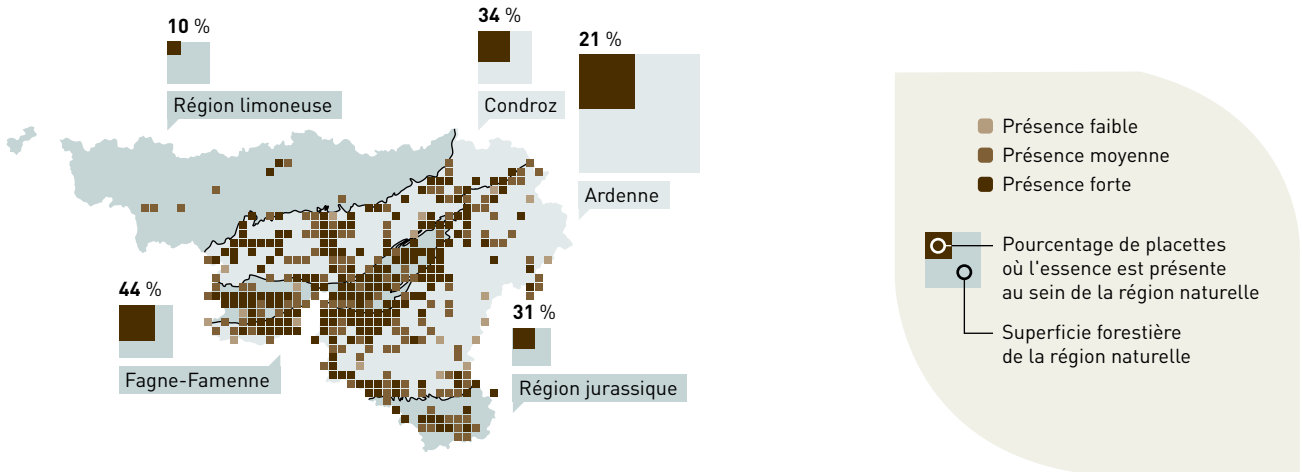 10 %
Région limoneuse
34 %
Condroz
21 %
Ardenne
44 %
Fagne-Famenne
31 %
Région jurassique
Présence faible
Présence moyenne
Présence forte
Pourcentage de placettes
où l'essence est présente
au sein de la région naturelle
Superficie forestière
de la région naturelle